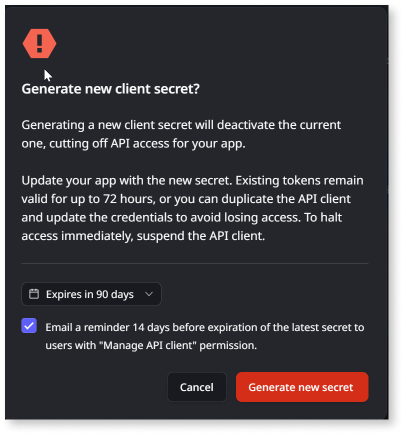 Generate new client secret?
Generating a new client secret will deactivate the current
one, cutting off API access for your app.
Update your app with the new secret. Existing tokens remain
valid for up to 72 hours, or you can duplicate the API client
and update the credentials to avoid losing access. To halt
access immediately, suspend the API client.
Expires in 90 days
Email a reminder 14 days before expiration of the latest secret to
users with "Manage API client" permission.
Cancel
Generate new secret